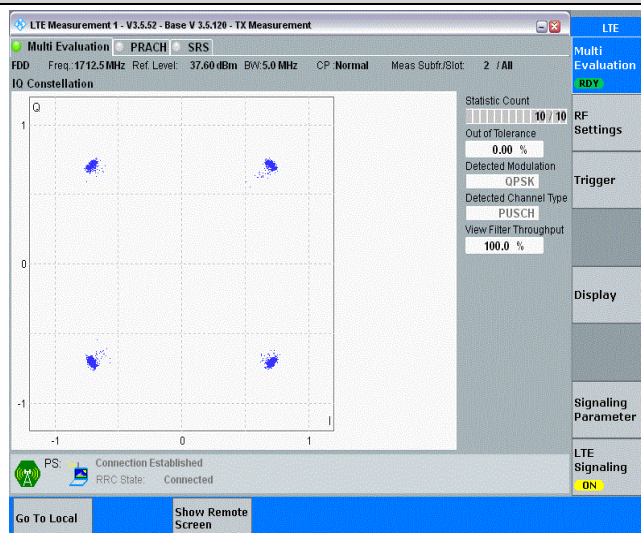 LTE Measurement 1 - V3.5.52 - Base V 3.5.120 - TX Measurement
LTE
Multi Evaluation PRACH SRS
FDD Freq.:1712.5 MHz Ref. Level: 37.60 dBm BW:5.0 MHz CP :Normal Meas Subfr./Slot: 2 / All
IQ Constellation
Q
1
0
-1
-1 0 1
I
Statistic Count
10 / 10
Out of Tolerance
0.00 %
Detected Modulation
QPSK
Detected Channel Type
PUSCH
View Filter Throughput
100.0 %
Multi
Evaluation
RDY
RF
Settings
Trigger
Display
Signaling
Parameter
LTE
Signaling
ON
PS: Connection Established
RRC State: Connected
Go To Local
Show Remote
Screen